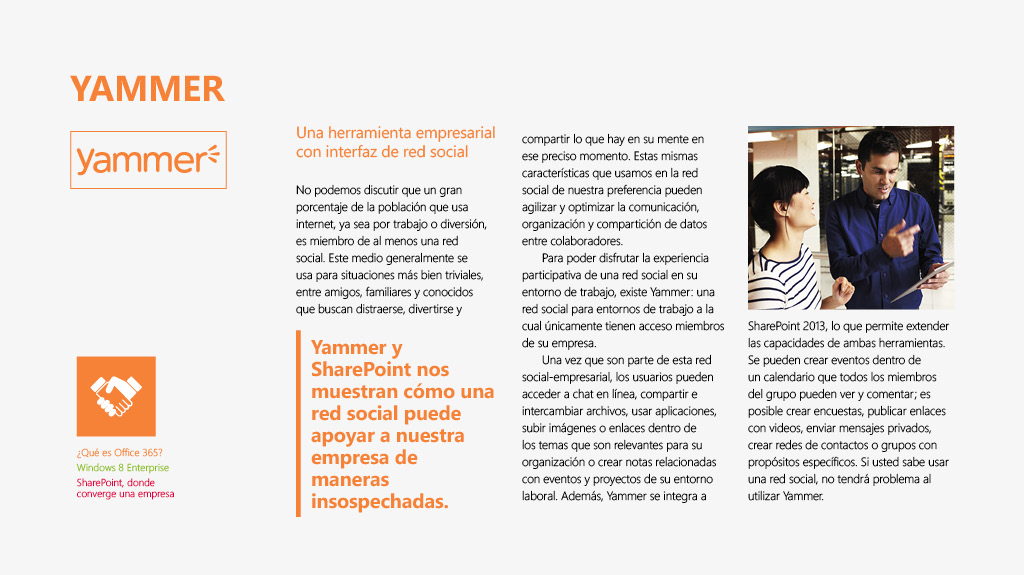 YAMMER
yammer
¿Qué es Office 365?
Windows 8 Enterprise
SharePoint, donde
converge una empresa
Una herramienta empresarial
con interfaz de red social
No podemos discutir que un gran
porcentaje de la población que usa
internet, ya sea por trabajo o diversión,
es miembro de al menos una red
social. Este medio generalmente se
usa para situaciones más bien triviales,
entre amigos, familiares y conocidos
que buscan distraerse, divertirse y
Yammer y
SharePoint nos
muestran cómo una
red social puede
apoyar a nuestra
empresa de
maneras
insospechadas.
compartir lo que hay en su mente en
ese preciso momento. Estas mismas
características que usamos en la red
social de nuestra preferencia pueden
agilizar y optimizar la comunicación,
organización y compartición de datos
entre colaboradores.
Para poder disfrutar la experiencia
participativa de una red social en su
entorno de trabajo, existe Yammer: una
red social para entornos de trabajo a la
cual únicamente tienen acceso miembros
de su empresa.
Una vez que son parte de esta red
social-empresarial, los usuarios pueden
acceder a chat en línea, compartir e
intercambiar archivos, usar aplicaciones,
subir imágenes o enlaces dentro de
los temas que son relevantes para su
organización o crear notas relacionadas
con eventos y proyectos de su entorno
laboral. Además, Yammer se integra a
SharePoint 2013, lo que permite extender
las capacidades de ambas herramientas.
Se pueden crear eventos dentro de
un calendario que todos los miembros
del grupo pueden ver y comentar; es
posible crear encuestas, publicar enlaces
con videos, enviar mensajes privados,
crear redes de contactos o grupos con
propósitos específicos. Si usted sabe usar
una red social, no tendrá problema al
utilizar Yammer.